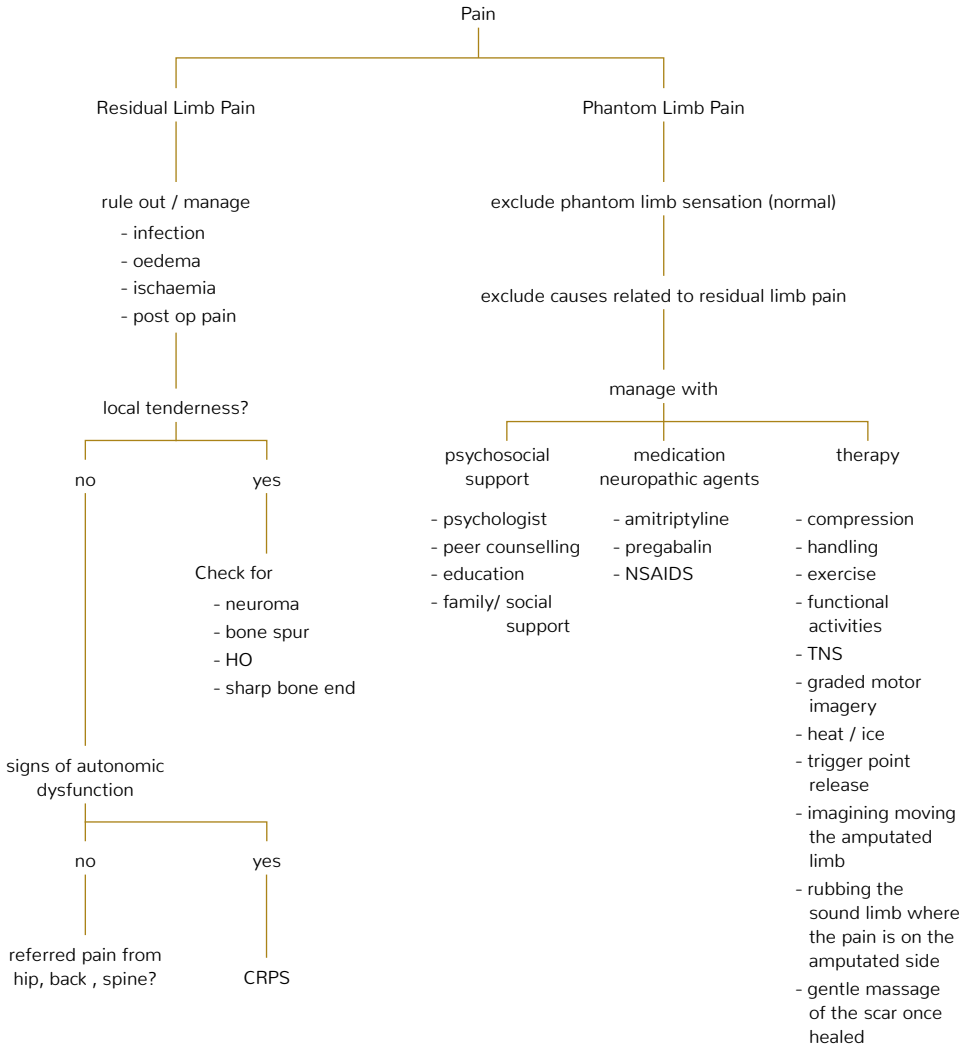 Pain
Residual Limb Pain
rule out / manage
- infection
- oedema
- ischaemia
- post op pain
local tenderness?
no
yes
Check for
- neuroma
- bone spur
- HO
- sharp bone end
signs of autonomic
dysfunction
no
yes
referred pain from
hip, back , spine?
CRPS
Phantom Limb Pain
exclude phantom limb sensation (normal)
exclude causes related to residual limb pain
manage with
psychosocial
support
- psychologist
- peer counselling
- education
- family/ social
support
medication
neuropathic agents
- amitriptyline
- pregabalin
- NSAIDS
therapy
- compression
- handling
- exercise
- functional
activities
- TNS
- graded motor
imagery
- heat / ice
- trigger point
release
- imagining moving
the amputated
limb
- rubbing the
sound limb where
the pain is on the
amputated side
- gentle massage
of the scar once
healed